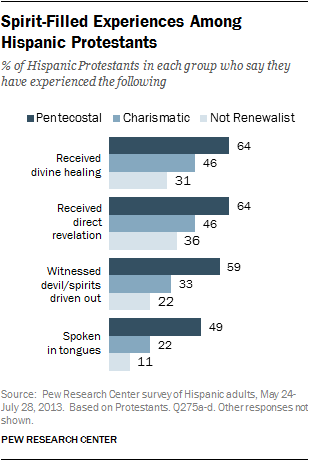 Spirit-Filled Experiences Among
Hispanic Protestants
% of Hispanic Protestants in each group who say they
have experienced the following
Pentecostal Charismatic Not Renewalist
Received
divine healing
64
46
31
Received
direct
revelation
64
46
36
Witnessed
devil/spirits
driven out
59
33
22
Spoken
in tongues
49
22
11
Source: Pew Research Center survey of Hispanic adults, May 24-
July 28, 2013. Based on Protestants. Q275a-d. Other responses not
shown.
PEW RESEARCH CENTER